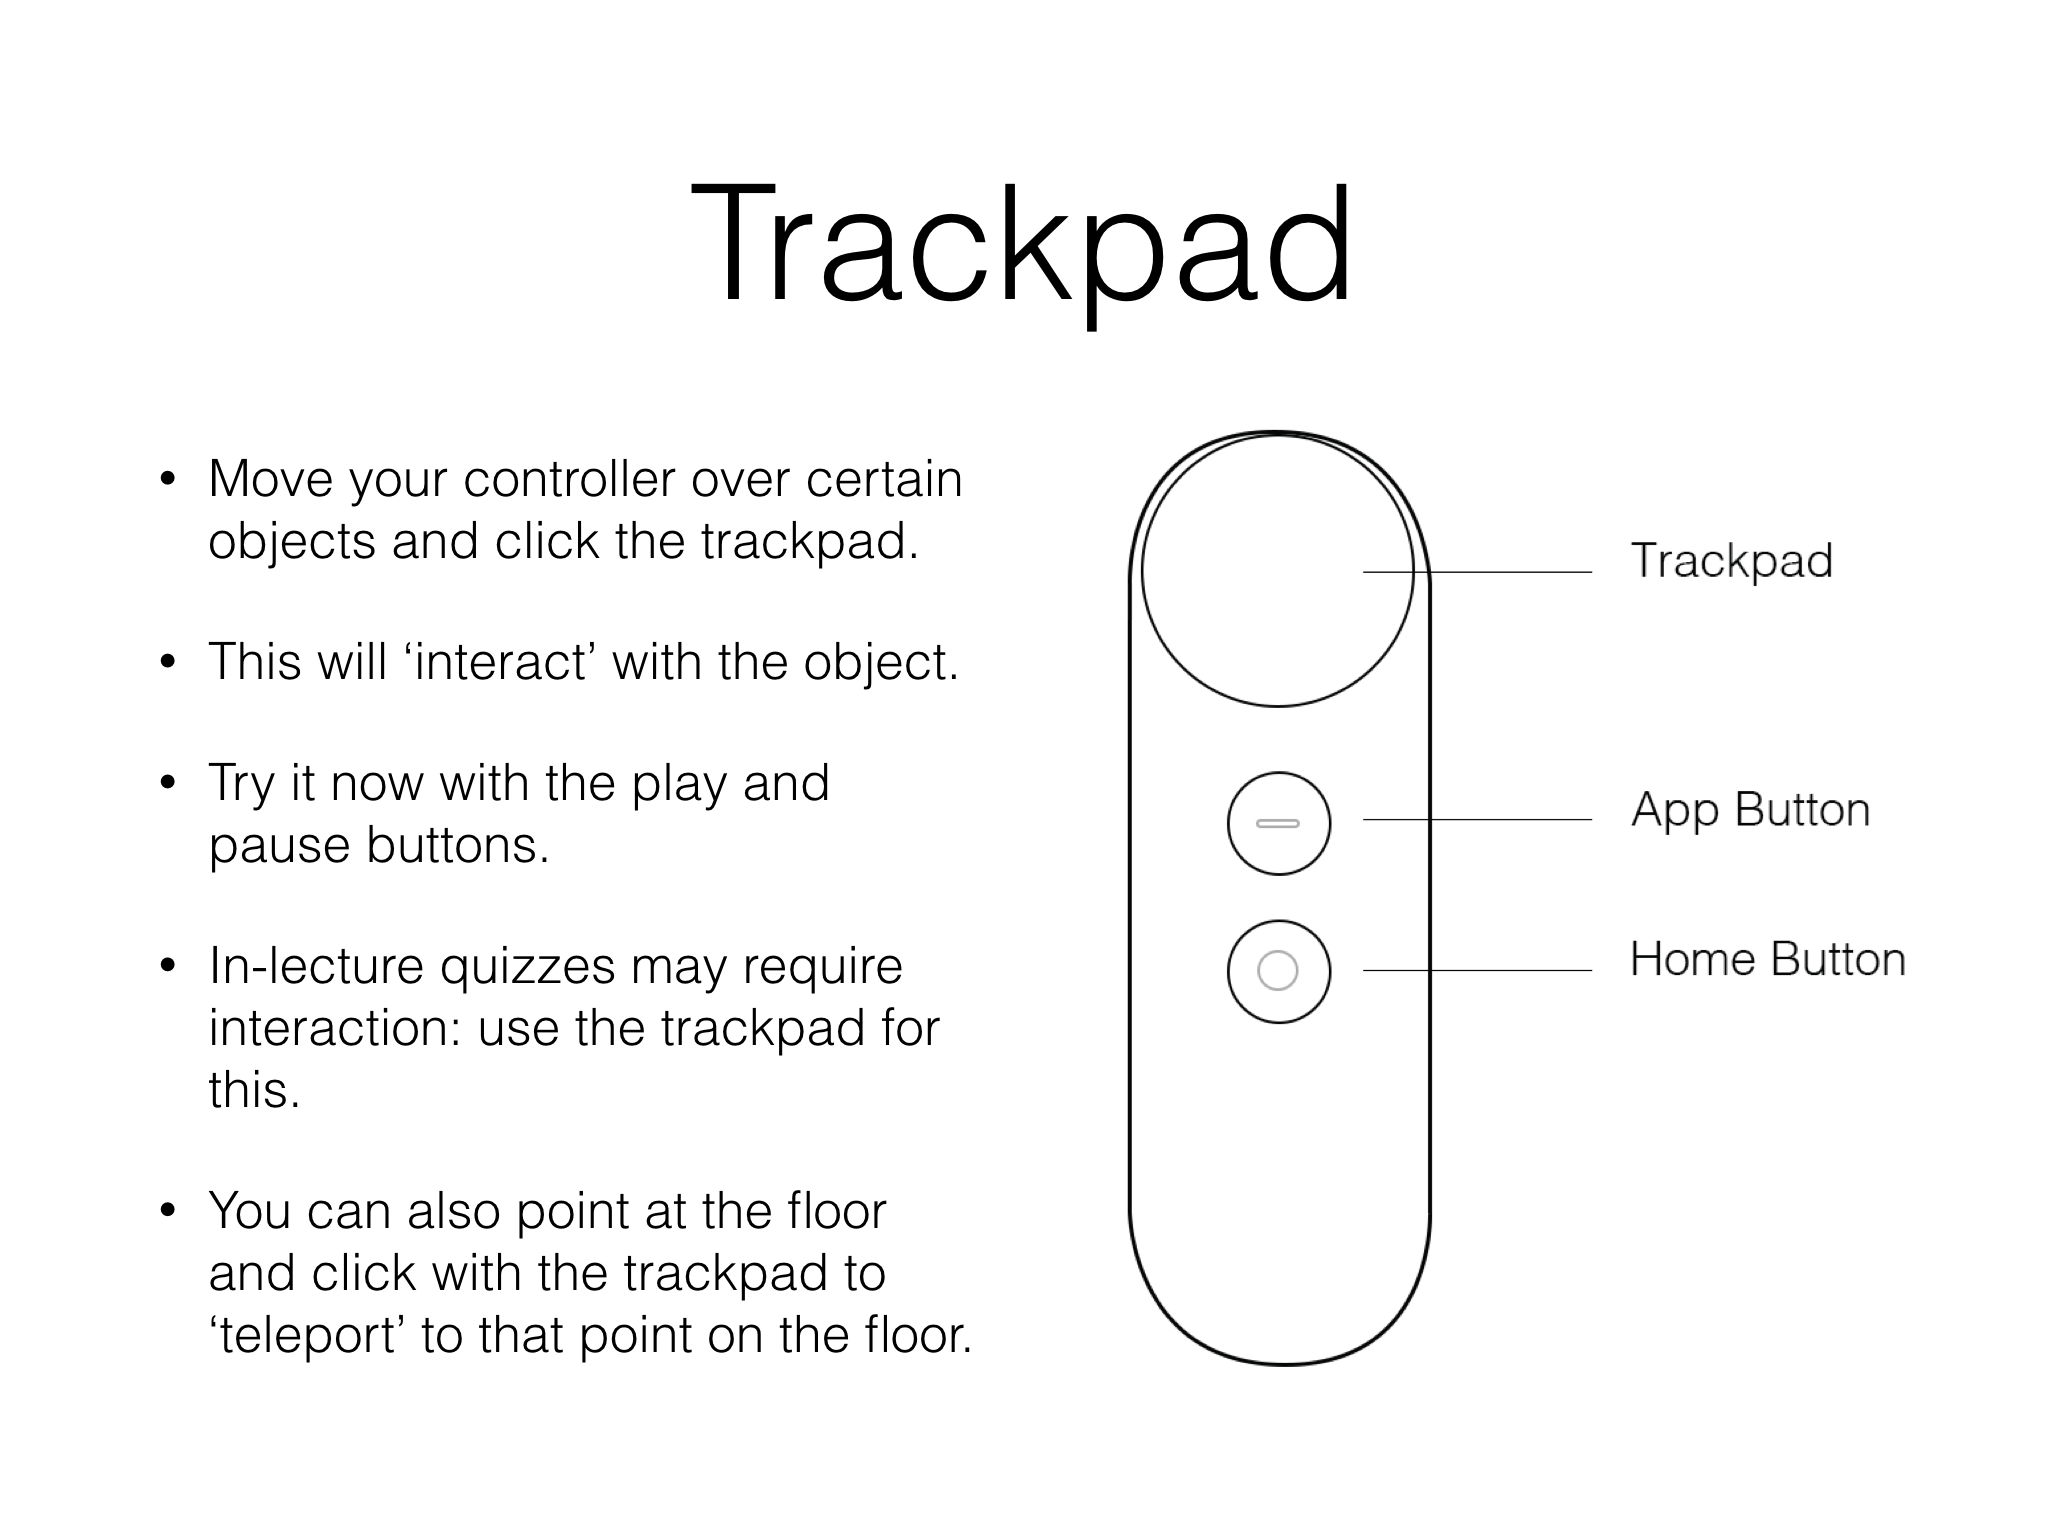 Trackpad
• Move your controller over certain
objects and click the trackpad.
• This will ‘interact’ with the object.
• Try it now with the play and
pause buttons.
• In-lecture quizzes may require
interaction: use the trackpad for
this.
• You can also point at the floor
and click with the trackpad to
‘teleport’ to that point on the floor.
Trackpad
App Button
Home Button